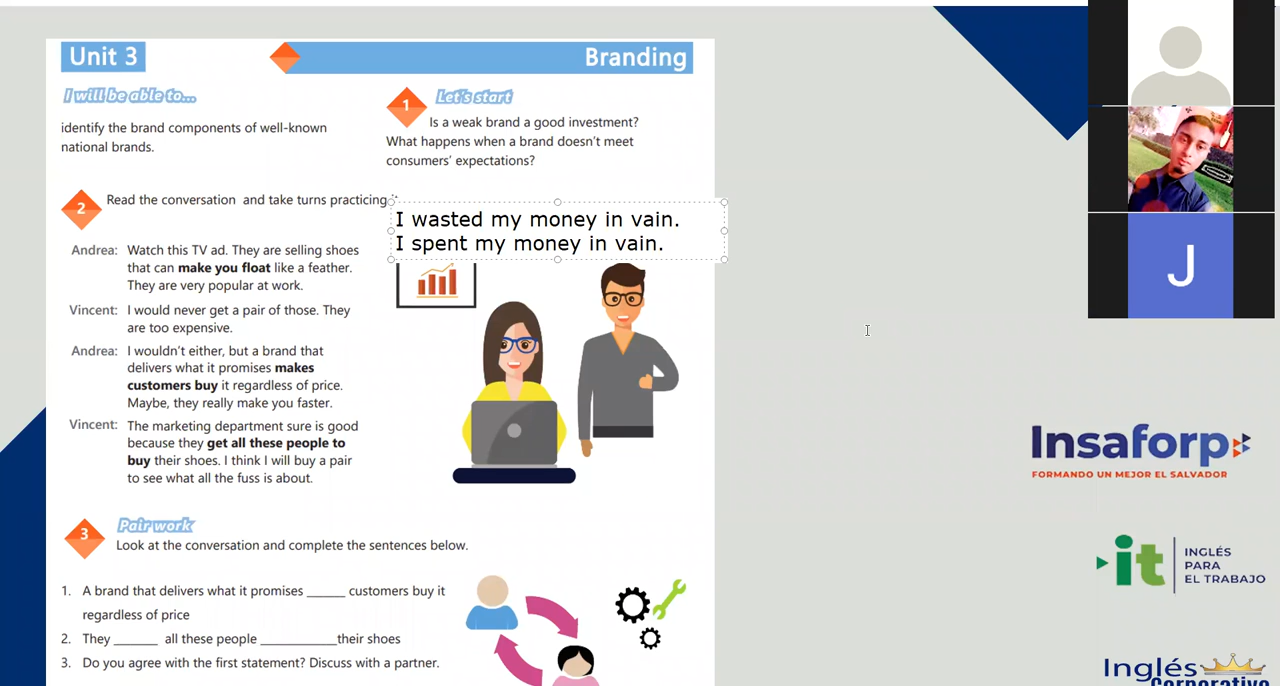 Unit 3
Branding
I will be able to...
identify the brand components of well-known
national brands.
1
Let's start
Is a weak brand a good investment?
What happens when a brand doesn't meet
consumers' expectations?
2
Read the conversation and take turns practicing
I wasted my money in vain.
I spent my money in vain.
Andrea: Watch this TV ad. They are selling shoes
that can make you float like a feather.
They are very popular at work.
Vincent: I would never get a pair of those. They
are too expensive.
Andrea: I wouldn't either, but a brand that
delivers what it promises makes
customers buy it regardless of price.
Maybe, they really make you faster.
Vincent: The marketing department sure is good
because they get all these people to
buy their shoes. I think I will buy a pair
to see what all the fuss is about.
3
Pair work
Look at the conversation and complete the sentences below.
1. A brand that delivers what it promises ______ customers buy it
regardless of price
2. They _______ all these people ____________their shoes
3. Do you agree with the first statement? Discuss with a partner.
J
Insaforp
FORMANDO UN MEJOR EL SALVADOR
it
INGLÉS
PARA
EL TRABAJO
Inglés
Corporativo